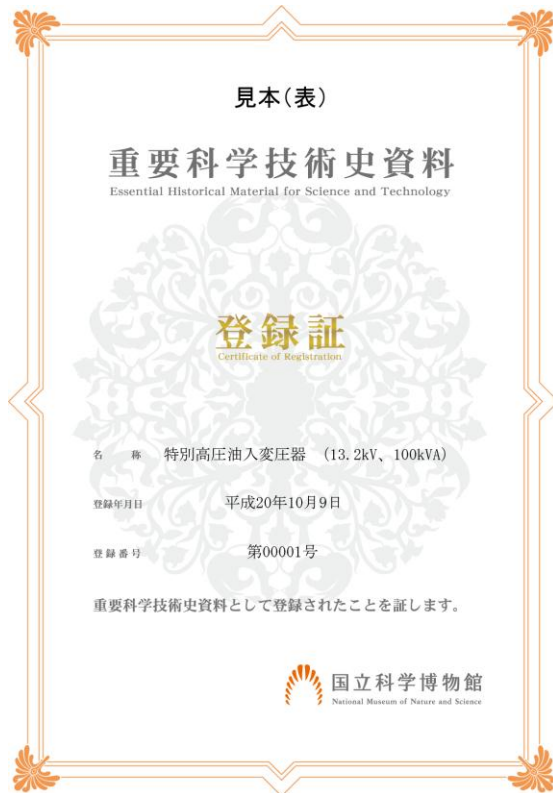 見本(表)
重要科学技術史資料
Essential Historical Material for Science and Technology
登録証
Certificate of Registration
名　称　特別高圧油入変圧器　(13.2kV、100kVA)
登録年月日　平成20年10月9日
登録番号　第00001号
重要科学技術史資料として登録されたことを証します。
国立科学博物館
National Museum of Nature and Science